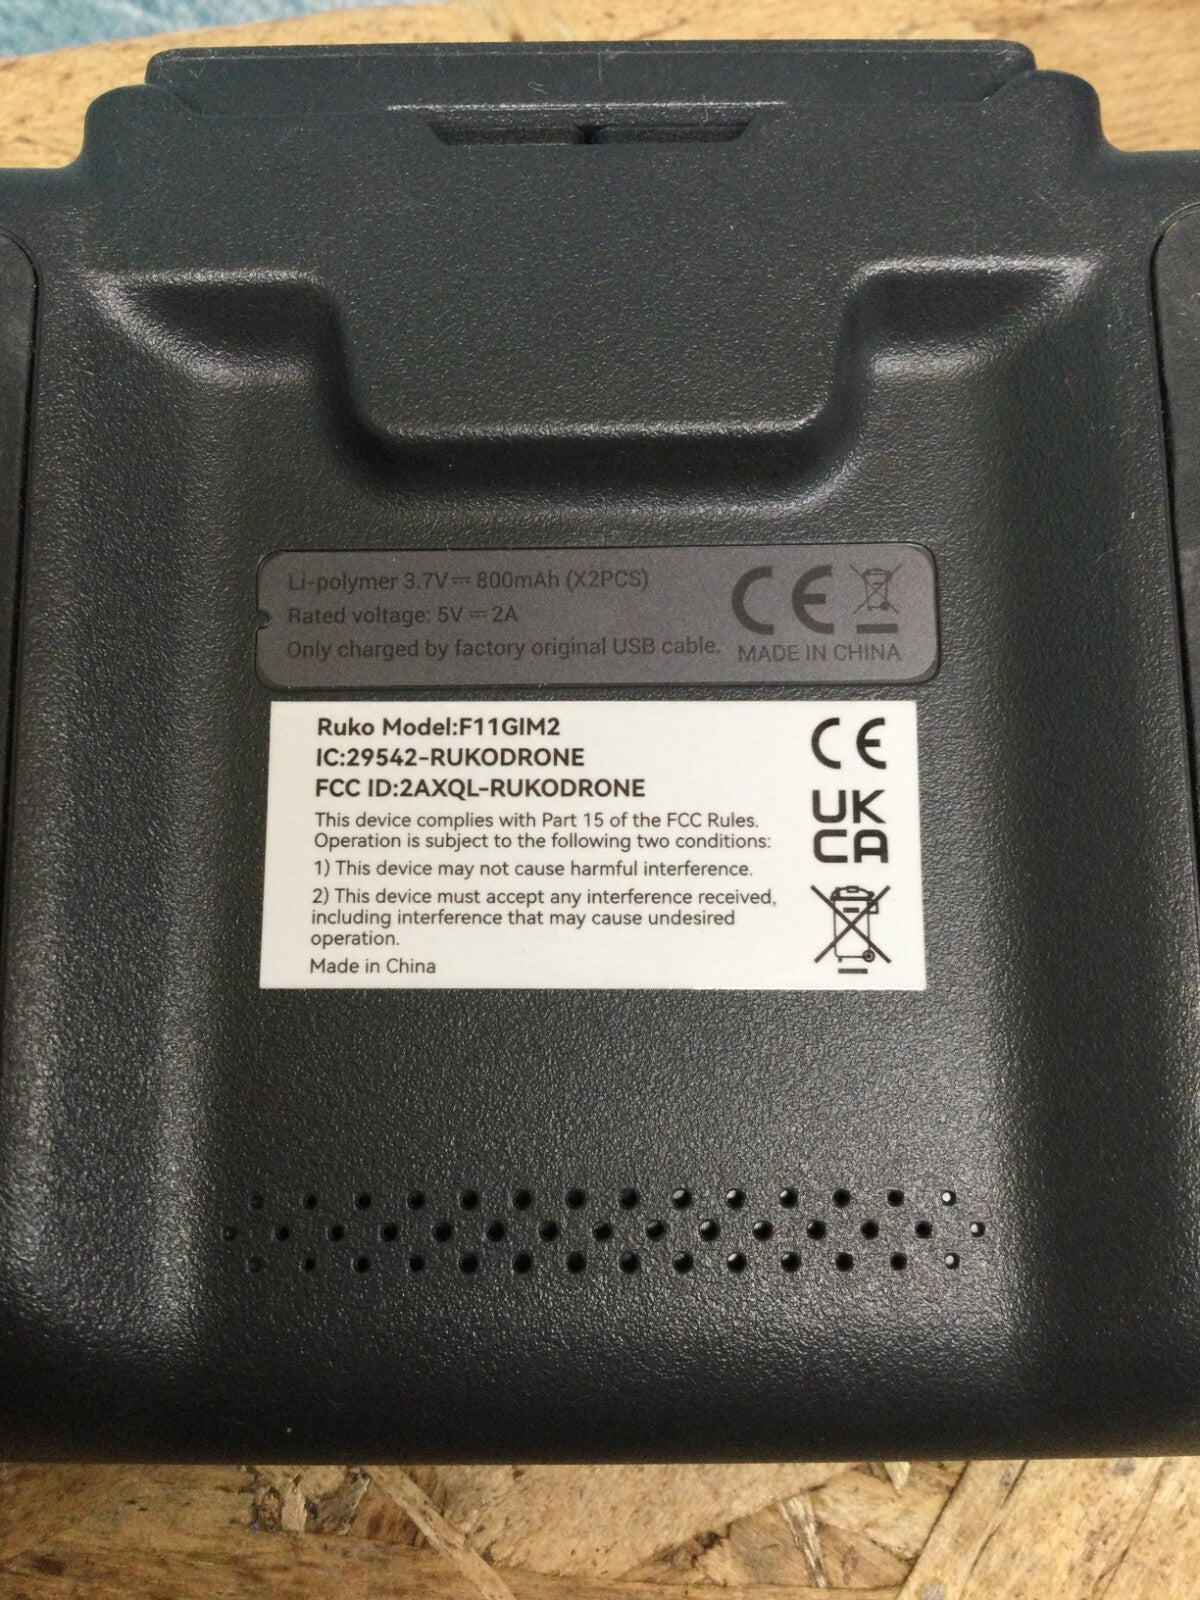 Li-polymer 3.7V⎓800mAh (X2PCS)
Rated voltage: 5V⎓2A
Only charged by factory original USB cable.
CE
MADE IN CHINA
Ruko Model:F11GIM2
IC:29542-RUKODRONE
FCC ID:2AXQL-RUKODRONE
This device complies with Part 15 of the FCC Rules.
Operation is subject to the following two conditions:
1) This device may not cause harmful interference.
2) This device must accept any interference received,
including interference that may cause undesired
operation.
Made in China
CE
UK
CA